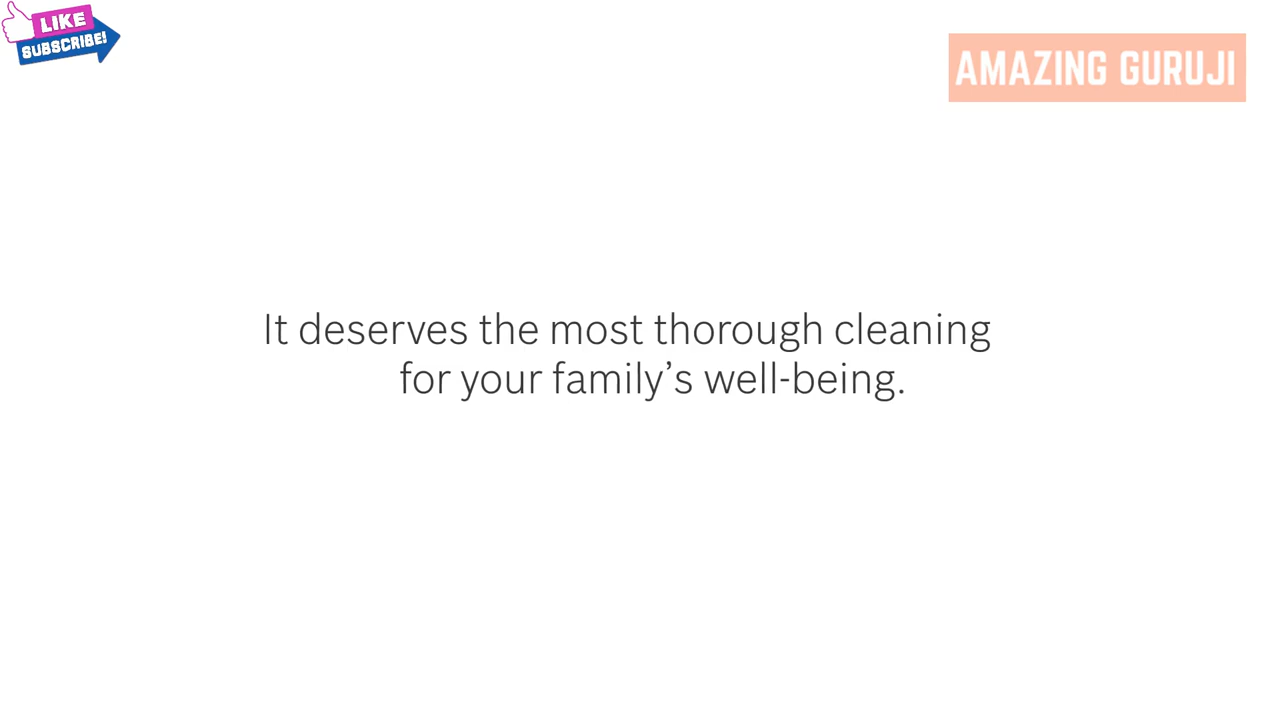 LIKE
SUBSCRIBE!
AMAZING GURUJI
It deserves the most thorough cleaning
for your family’s well-being.